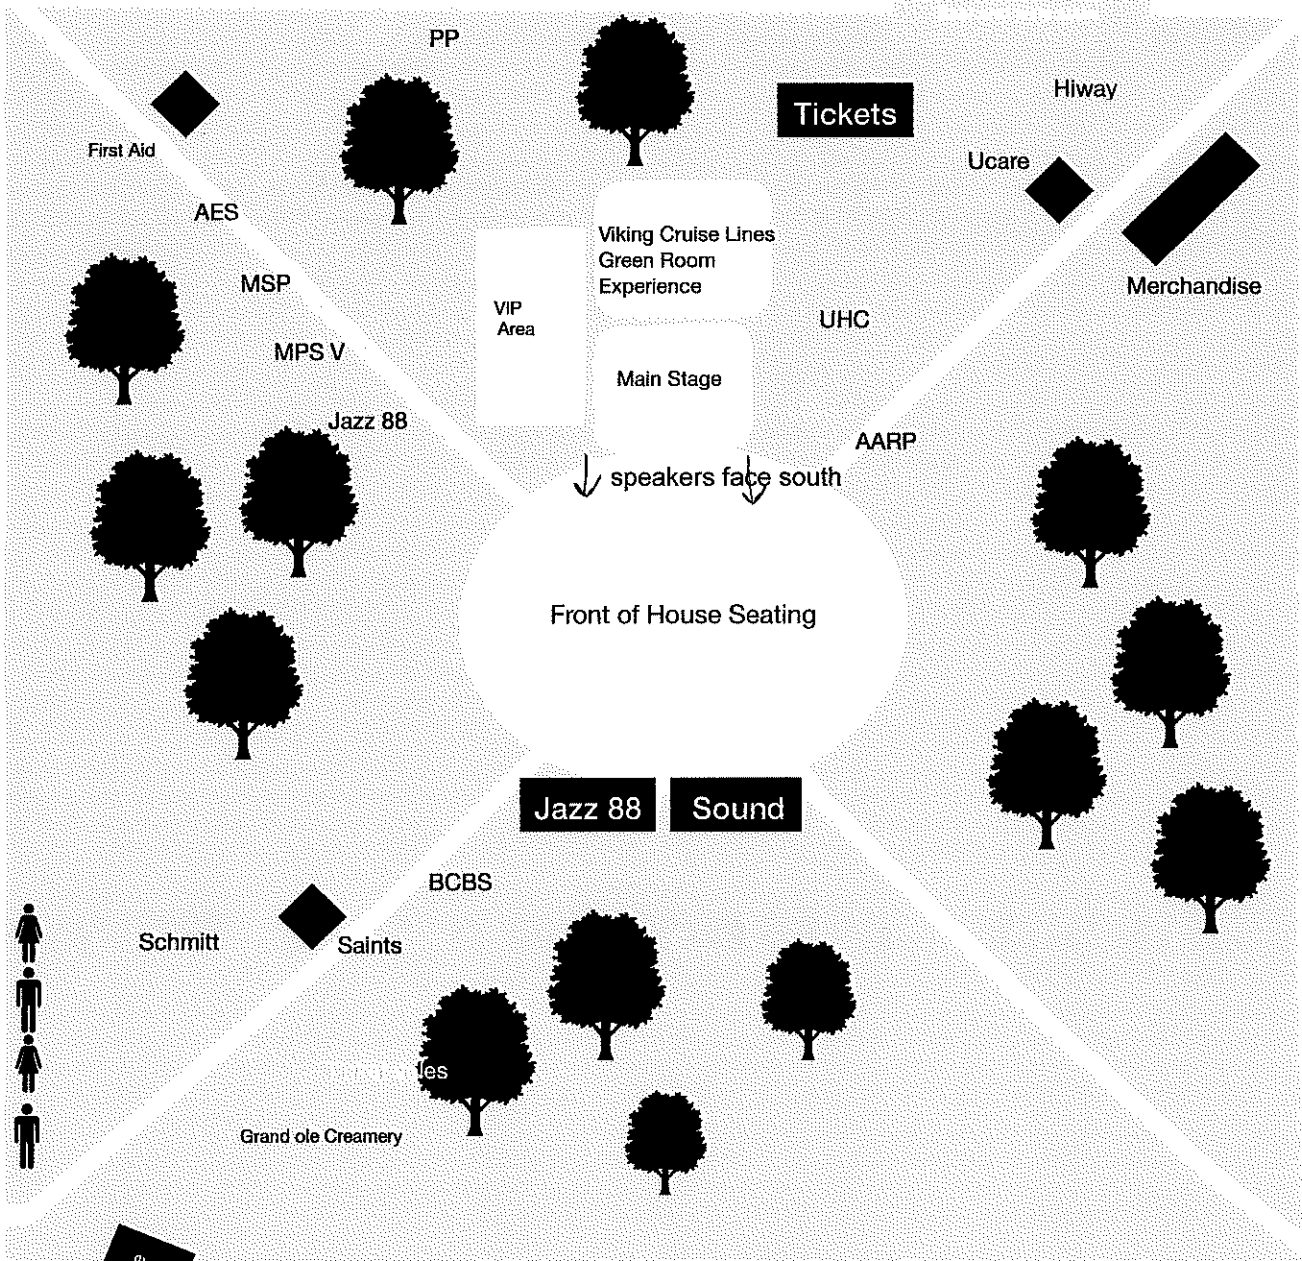 PP
Tickets
Hiway
First Aid
Ucare
AES
Viking Cruise Lines
Green Room
Experience
MSP
Merchandise
VIP
Area
UHC
MPS V
Main Stage
Jazz 88
AARP
speakers face south
Front of House Seating
Jazz 88
Sound
BCBS
Schmitt
Saints
les
Grand ole Creamery